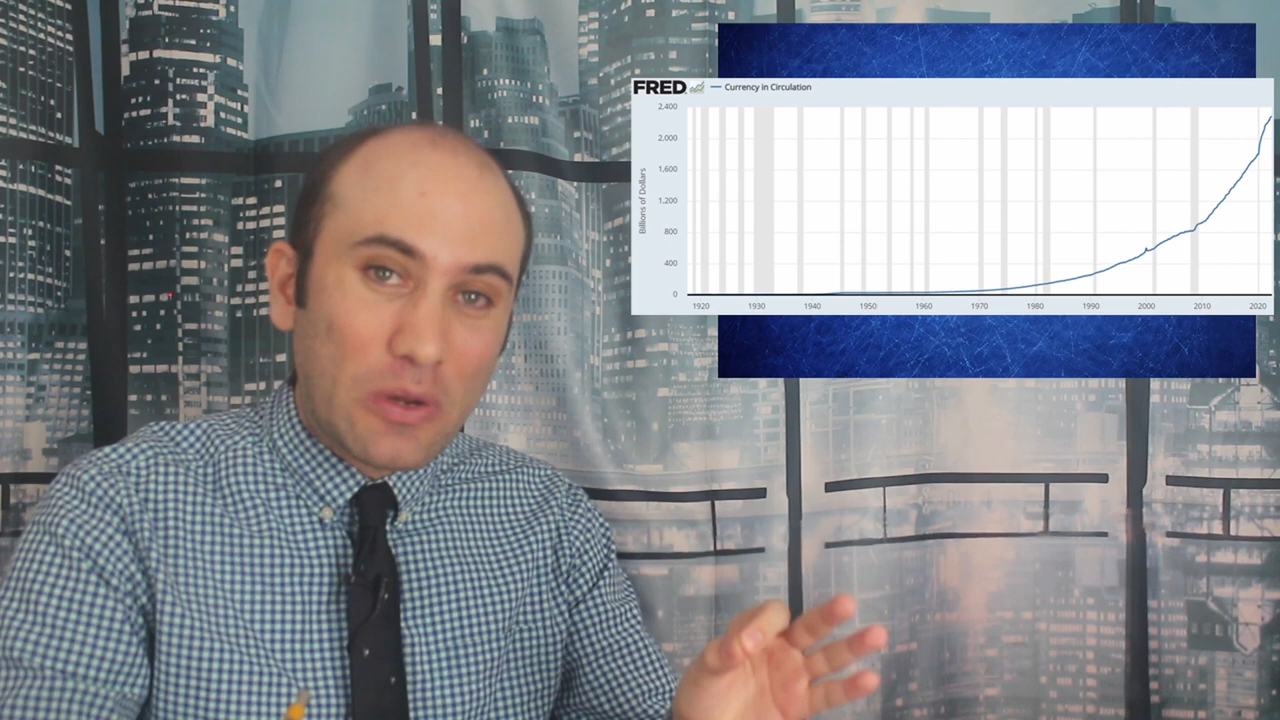 FRED Currency in Circulation
2,400
2,000
1,600
1,200
800
400
0
Billions of Dollars
1920 1930 1940 1950 1960 1970 1980 1990 2000 2010 2020